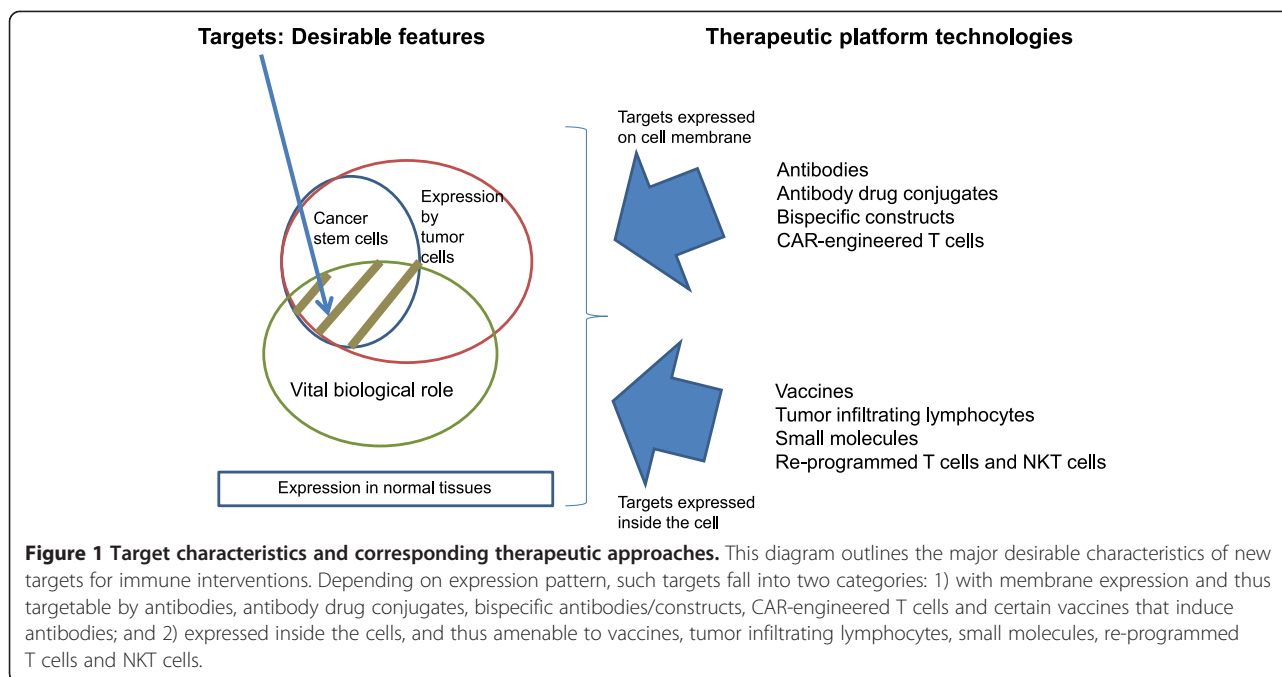 Targets: Desirable features
Therapeutic platform technologies
Cancer
stem cells
Expression
by
tumor
cells
Vital biological role
Expression in normal tissues
Targets expressed
on cell membrane
Antibodies
Antibody drug conjugates
Bispecific constructs
CAR-engineered T cells
Vaccines
Tumor infiltrating lymphocytes
Small molecules
Re-programmed T cells and NKT cells
Targets expressed
inside the cell
Figure 1 Target characteristics and corresponding therapeutic approaches. This diagram outlines the major desirable characteristics of new
targets for immune interventions. Depending on expression pattern, such targets fall into two categories: 1) with membrane expression and thus
targetable by antibodies, antibody drug conjugates, bispecific antibodies/constructs, CAR-engineered T cells and certain vaccines that induce
antibodies; and 2) expressed inside the cells, and thus amenable to vaccines, tumor infiltrating lymphocytes, small molecules, re-programmed
T cells and NKT cells.